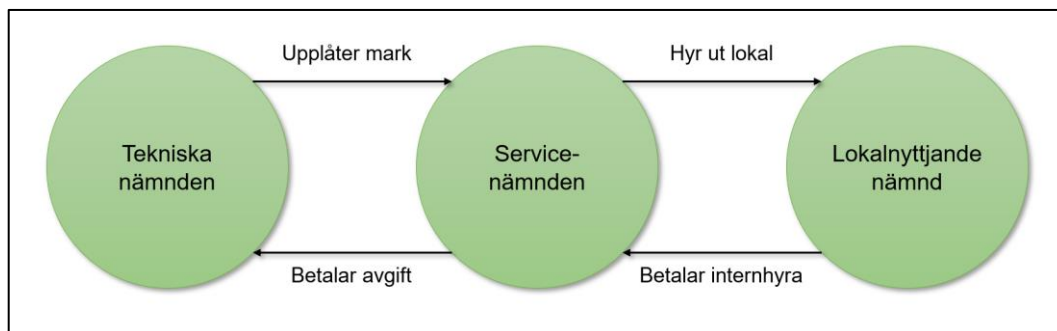 Upplåter mark
Hyr ut lokal
Tekniska
nämnden
Service-
nämnden
Lokalnyttjande
nämnd
Betalar avgift
Betalar internhyra